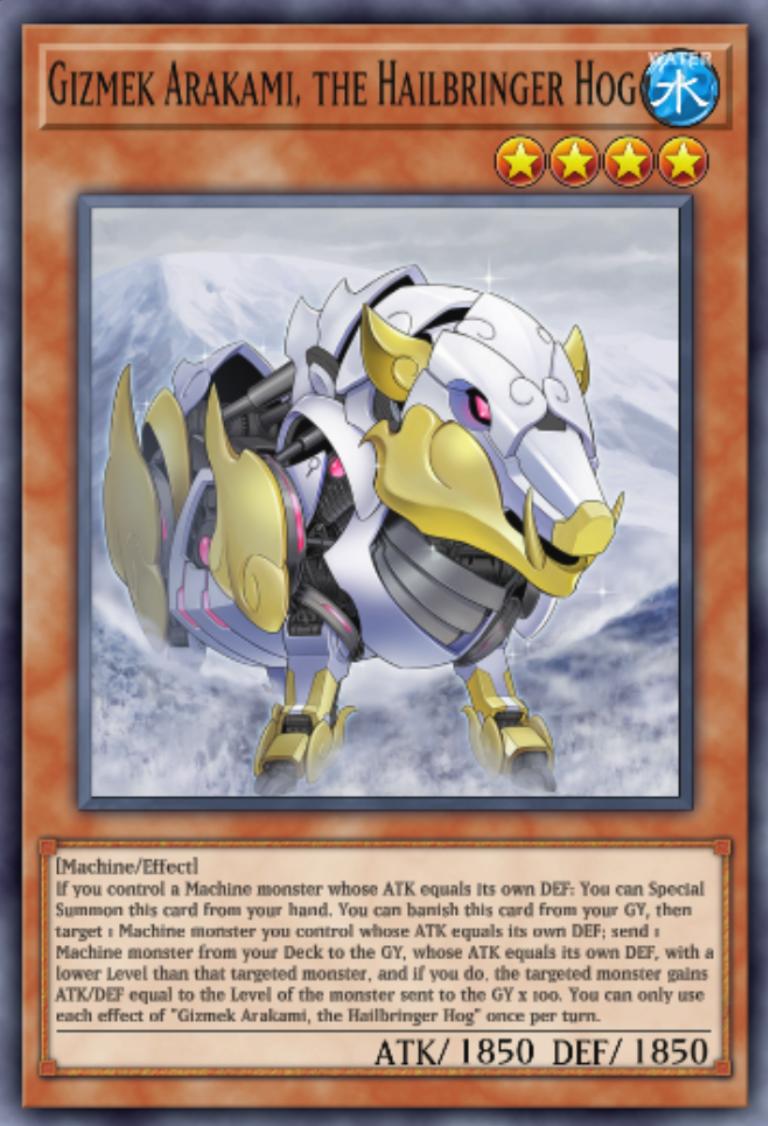 GIZMEK ARAKAMI, THE HAILBRINGER HOG
WATER
水
[Machine/Effect]
If you control a Machine monster whose ATK equals its own DEF: You can Special
Summon this card from your hand. You can banish this card from your GY, then
target 1 Machine monster you control whose ATK equals its own DEF; send 1
Machine monster from your Deck to the GY, whose ATK equals its own DEF, with a
lower Level than that targeted monster, and if you do, the targeted monster gains
ATK/DEF equal to the Level of the monster sent to the GY x 100. You can only use
each effect of "Gizmek Arakami, the Hailbringer Hog" once per turn.
ATK/ 1850 DEF/ 1850